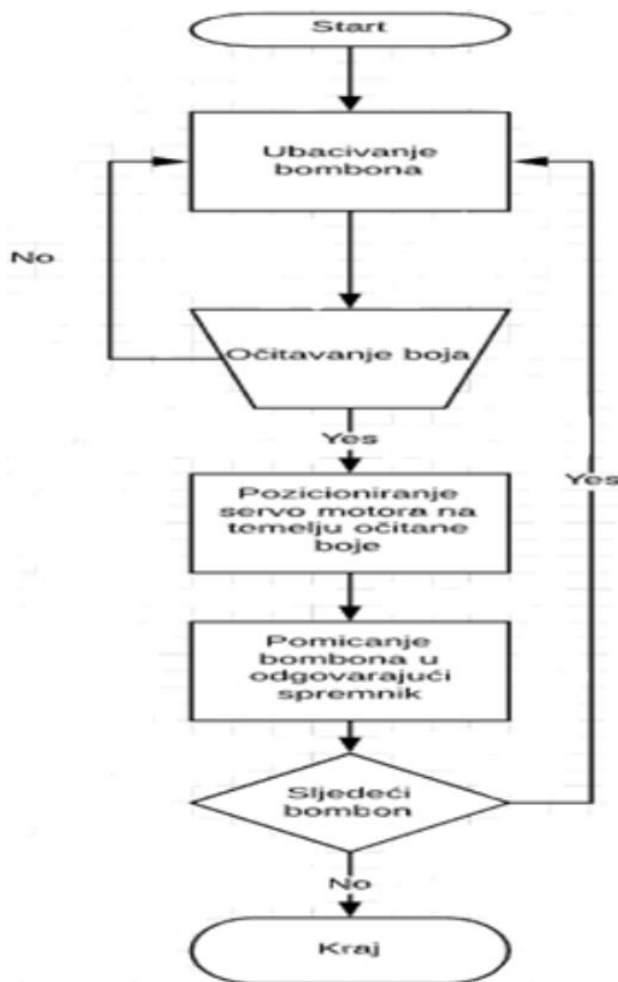 Start
Ubacivanje
bombona
No
Očitavanje boja
Yes
Pozicioniranje
servo motora na
temelju očitane
boje
Yes
Pomicanje
bombona u
odgovarajući
spremnik
Sljedeći
bombon
No
Kraj